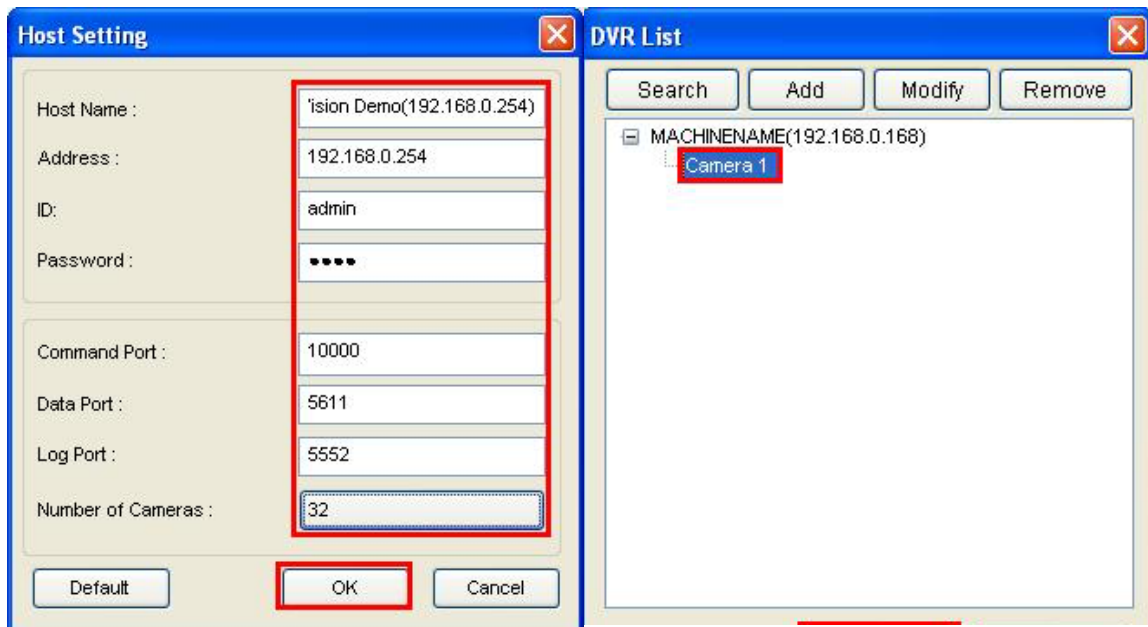 Host Setting
Host Name :
'ision Demo(192.168.0.254)
Address :
192.168.0.254
ID:
admin
Password :
••••
Command Port :
10000
Data Port :
5611
Log Port :
5552
Number of Cameras :
32
Default
OK
Cancel
DVR List
Search
Add
Modify
Remove
MACHINENAME(192.168.0.168)
Camera 1